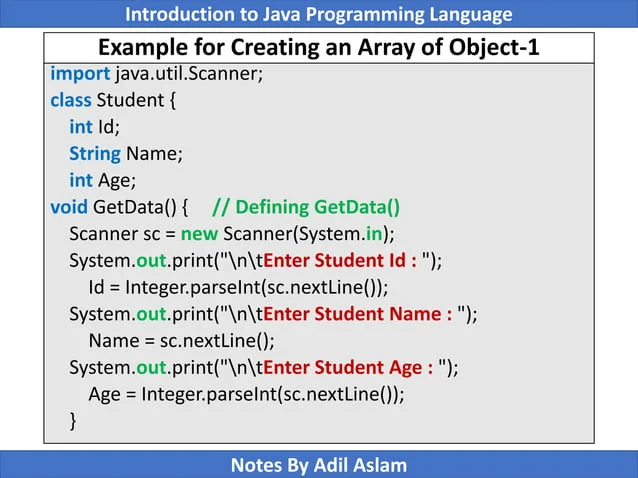 Introduction to Java Programming Language
Example for Creating an Array of Object-1
import java.util.Scanner;
class Student {
int Id;
String Name;
int Age;
void GetData() { // Defining GetData()
Scanner sc = new Scanner(System.in);
System.out.print("\n\tEnter Student Id : ");
Id = Integer.parseInt(sc.nextLine());
System.out.print("\n\tEnter Student Name : ");
Name = sc.nextLine();
System.out.print("\n\tEnter Student Age : ");
Age = Integer.parseInt(sc.nextLine());
}
Notes By Adil Aslam